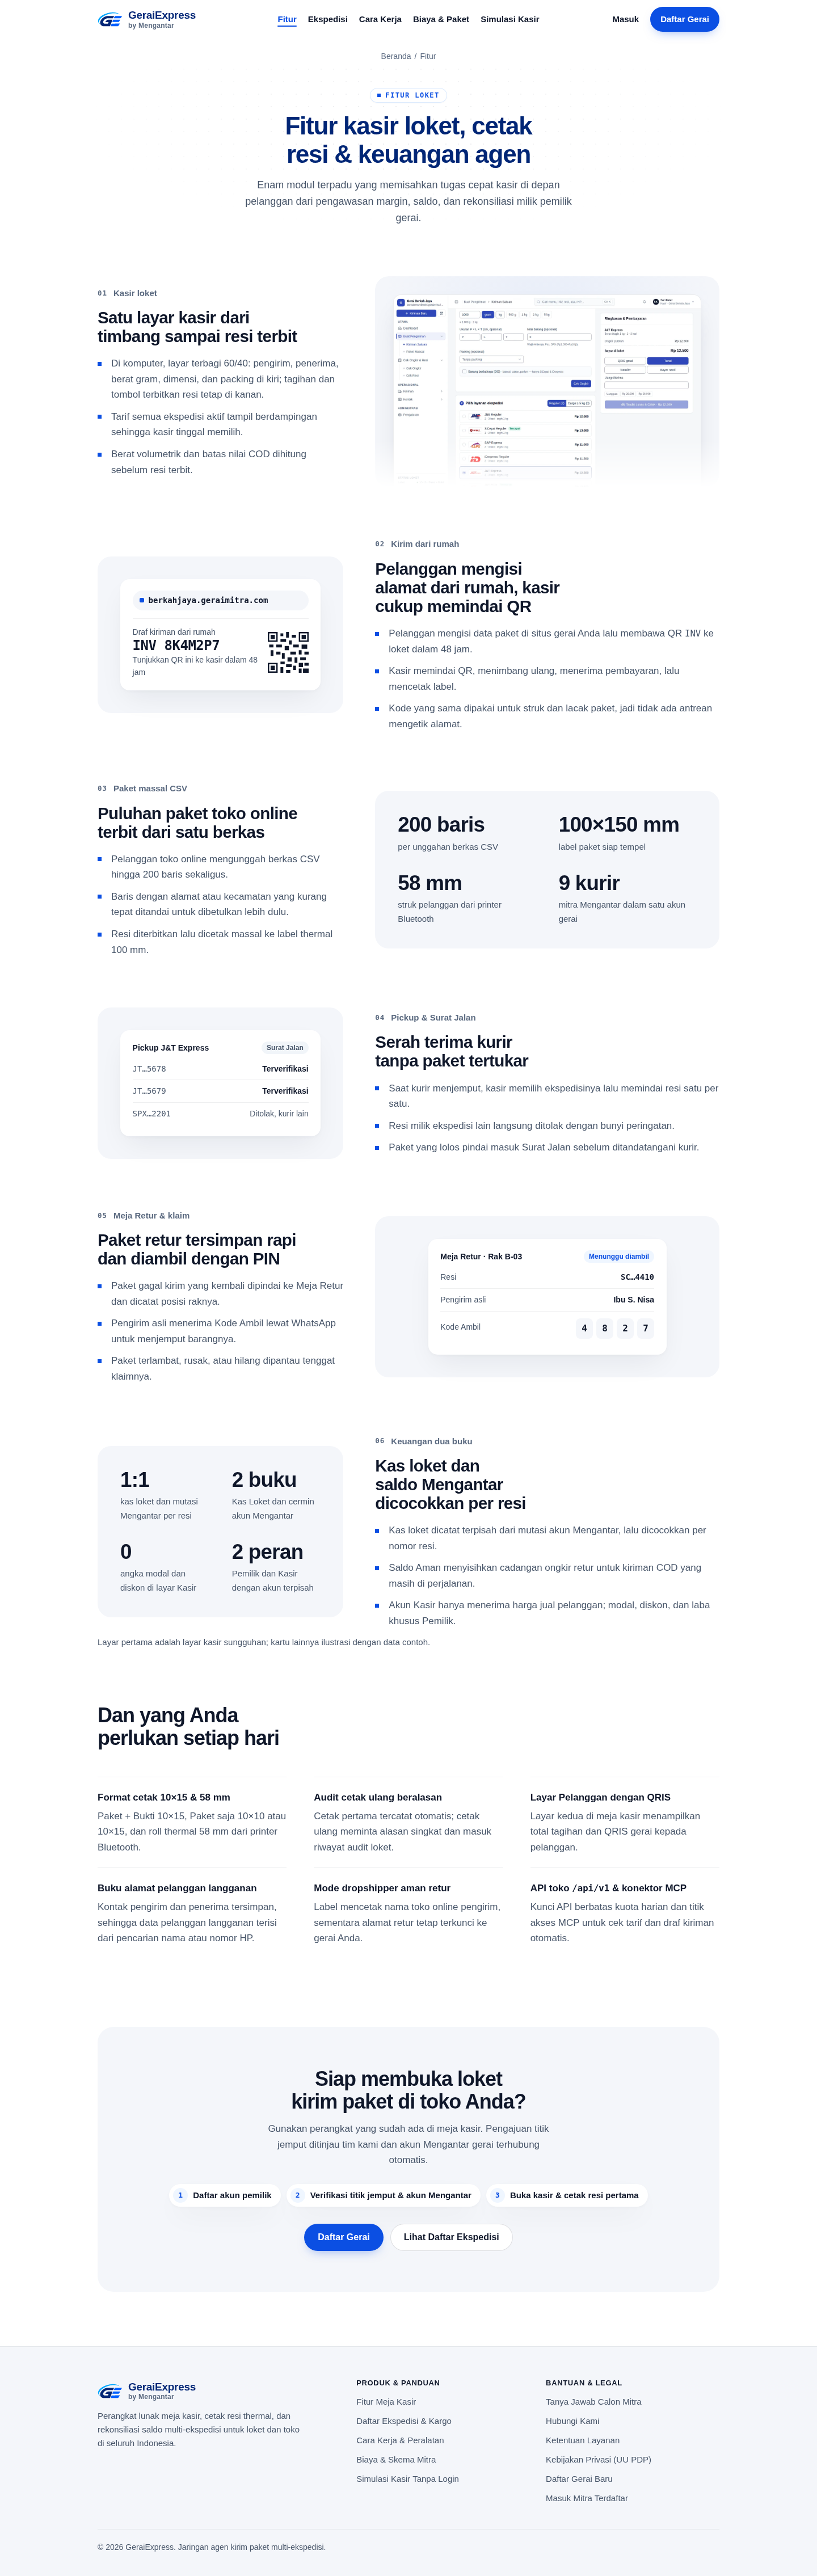 GeraiExpress
by Mengantar
Fitur
Ekspedisi
Cara Kerja
Biaya & Paket
Simulasi Kasir
Masuk
Daftar Gerai
Beranda / Fitur
FITUR LOKET
Fitur kasir loket, cetak
resi & keuangan agen
Enam modul terpadu yang memisahkan tugas cepat kasir di depan
pelanggan dari pengawasan margin, saldo, dan rekonsiliasi milik pemilik
gerai.
01 Kasir loket
Satu layar kasir dari
timbang sampai resi terbit
Di komputer, layar terbagi 60/40: pengirim, penerima,
berat gram, dimensi, dan packing di kiri; tagihan dan
tombol terbitkan resi tetap di kanan.
Tarif semua ekspedisi aktif tampil berdampingan
sehingga kasir tinggal memilih.
Berat volumetrik dan batas nilai COD dihitung
sebelum resi terbit.
Ringkasan & Pembayaran
berkahjaya.geraimitra.com
Draf kiriman dari rumah
INV 8K4M2P7
Tunjukkan QR ini ke kasir dalam 48
jam
02 Kirim dari rumah
Pelanggan mengisi
alamat dari rumah, kasir
cukup memindai QR
Pelanggan mengisi data paket di situs gerai Anda lalu membawa QR INV ke
loket dalam 48 jam.
Kasir memindai QR, menimbang ulang, menerima pembayaran, lalu
mencetak label.
Kode yang sama dipakai untuk struk dan lacak paket, jadi tidak ada antrean
mengetik alamat.
03 Paket massal CSV
Puluhan paket toko online
terbit dari satu berkas
Pelanggan toko online mengunggah berkas CSV
hingga 200 baris sekaligus.
Baris dengan alamat atau kecamatan yang kurang
tepat ditandai untuk dibetulkan lebih dulu.
Resi diterbitkan lalu dicetak massal ke label thermal
100 mm.
200 baris
per unggahan berkas CSV
100×150 mm
label paket siap tempel
58 mm
struk pelanggan dari printer
Bluetooth
9 kurir
mitra Mengantar dalam satu akun
gerai
Pickup J&T Express
Surat Jalan
JT…5678
Terverifikasi
JT…5679
Terverifikasi
SPX…2201
Ditolak, kurir lain
04 Pickup & Surat Jalan
Serah terima kurir
tanpa paket tertukar
Saat kurir menjemput, kasir memilih ekspedisinya lalu memindai resi satu per
satu.
Resi milik ekspedisi lain langsung ditolak dengan bunyi peringatan.
Paket yang lolos pindai masuk Surat Jalan sebelum ditandatangani kurir.
05 Meja Retur & klaim
Paket retur tersimpan rapi
dan diambil dengan PIN
Paket gagal kirim yang kembali dipindai ke Meja Retur
dan dicatat posisi raknya.
Pengirim asli menerima Kode Ambil lewat WhatsApp
untuk menjemput barangnya.
Paket terlambat, rusak, atau hilang dipantau tenggat
klaimnya.
Meja Retur · Rak B-03
Menunggu diambil
Resi
SC…4410
Pengirim asli
Ibu S. Nisa
Kode Ambil
4 8 2 7
1:1
kas loket dan mutasi
Mengantar per resi
2 buku
Kas Loket dan cermin
akun Mengantar
0
angka modal dan
diskon di layar Kasir
2 peran
Pemilik dan Kasir
dengan akun terpisah
06 Keuangan dua buku
Kas loket dan
saldo Mengantar
dicocokkan per resi
Kas loket dicatat terpisah dari mutasi akun Mengantar, lalu dicocokkan per
nomor resi.
Saldo Aman menyisihkan cadangan ongkir retur untuk kiriman COD yang
masih di perjalanan.
Akun Kasir hanya menerima harga jual pelanggan; modal, diskon, dan laba
khusus Pemilik.
Layar pertama adalah layar kasir sungguhan; kartu lainnya ilustrasi dengan data contoh.
Dan yang Anda
perlukan setiap hari
Format cetak 10×15 & 58 mm
Paket + Bukti 10×15, Paket saja 10×10 atau
10×15, dan roll thermal 58 mm dari printer
Bluetooth.
Audit cetak ulang beralasan
Cetak pertama tercatat otomatis; cetak
ulang meminta alasan singkat dan masuk
riwayat audit loket.
Layar Pelanggan dengan QRIS
Layar kedua di meja kasir menampilkan
total tagihan dan QRIS gerai kepada
pelanggan.
Buku alamat pelanggan langganan
Kontak pengirim dan penerima tersimpan,
sehingga data pelanggan langganan terisi
dari pencarian nama atau nomor HP.
Mode dropshipper aman retur
Label mencetak nama toko online pengirim,
sementara alamat retur tetap terkunci ke
gerai Anda.
API toko /api/v1 & konektor MCP
Kunci API berbatas kuota harian dan titik
akses MCP untuk cek tarif dan draf kiriman
otomatis.
Siap membuka loket
kirim paket di toko Anda?
Gunakan perangkat yang sudah ada di meja kasir. Pengajuan titik
jemput ditinjau tim kami dan akun Mengantar gerai terhubung
otomatis.
1 Daftar akun pemilik
2 Verifikasi titik jemput & akun Mengantar
3 Buka kasir & cetak resi pertama
Daftar Gerai
Lihat Daftar Ekspedisi
GeraiExpress
by Mengantar
Perangkat lunak meja kasir, cetak resi thermal, dan
rekonsiliasi saldo multi-ekspedisi untuk loket dan toko
di seluruh Indonesia.
PRODUK & PANDUAN
Fitur Meja Kasir
Daftar Ekspedisi & Kargo
Cara Kerja & Peralatan
Biaya & Skema Mitra
Simulasi Kasir Tanpa Login
BANTUAN & LEGAL
Tanya Jawab Calon Mitra
Hubungi Kami
Ketentuan Layanan
Kebijakan Privasi (UU PDP)
Daftar Gerai Baru
Masuk Mitra Terdaftar
© 2026 GeraiExpress. Jaringan agen kirim paket multi-ekspedisi.